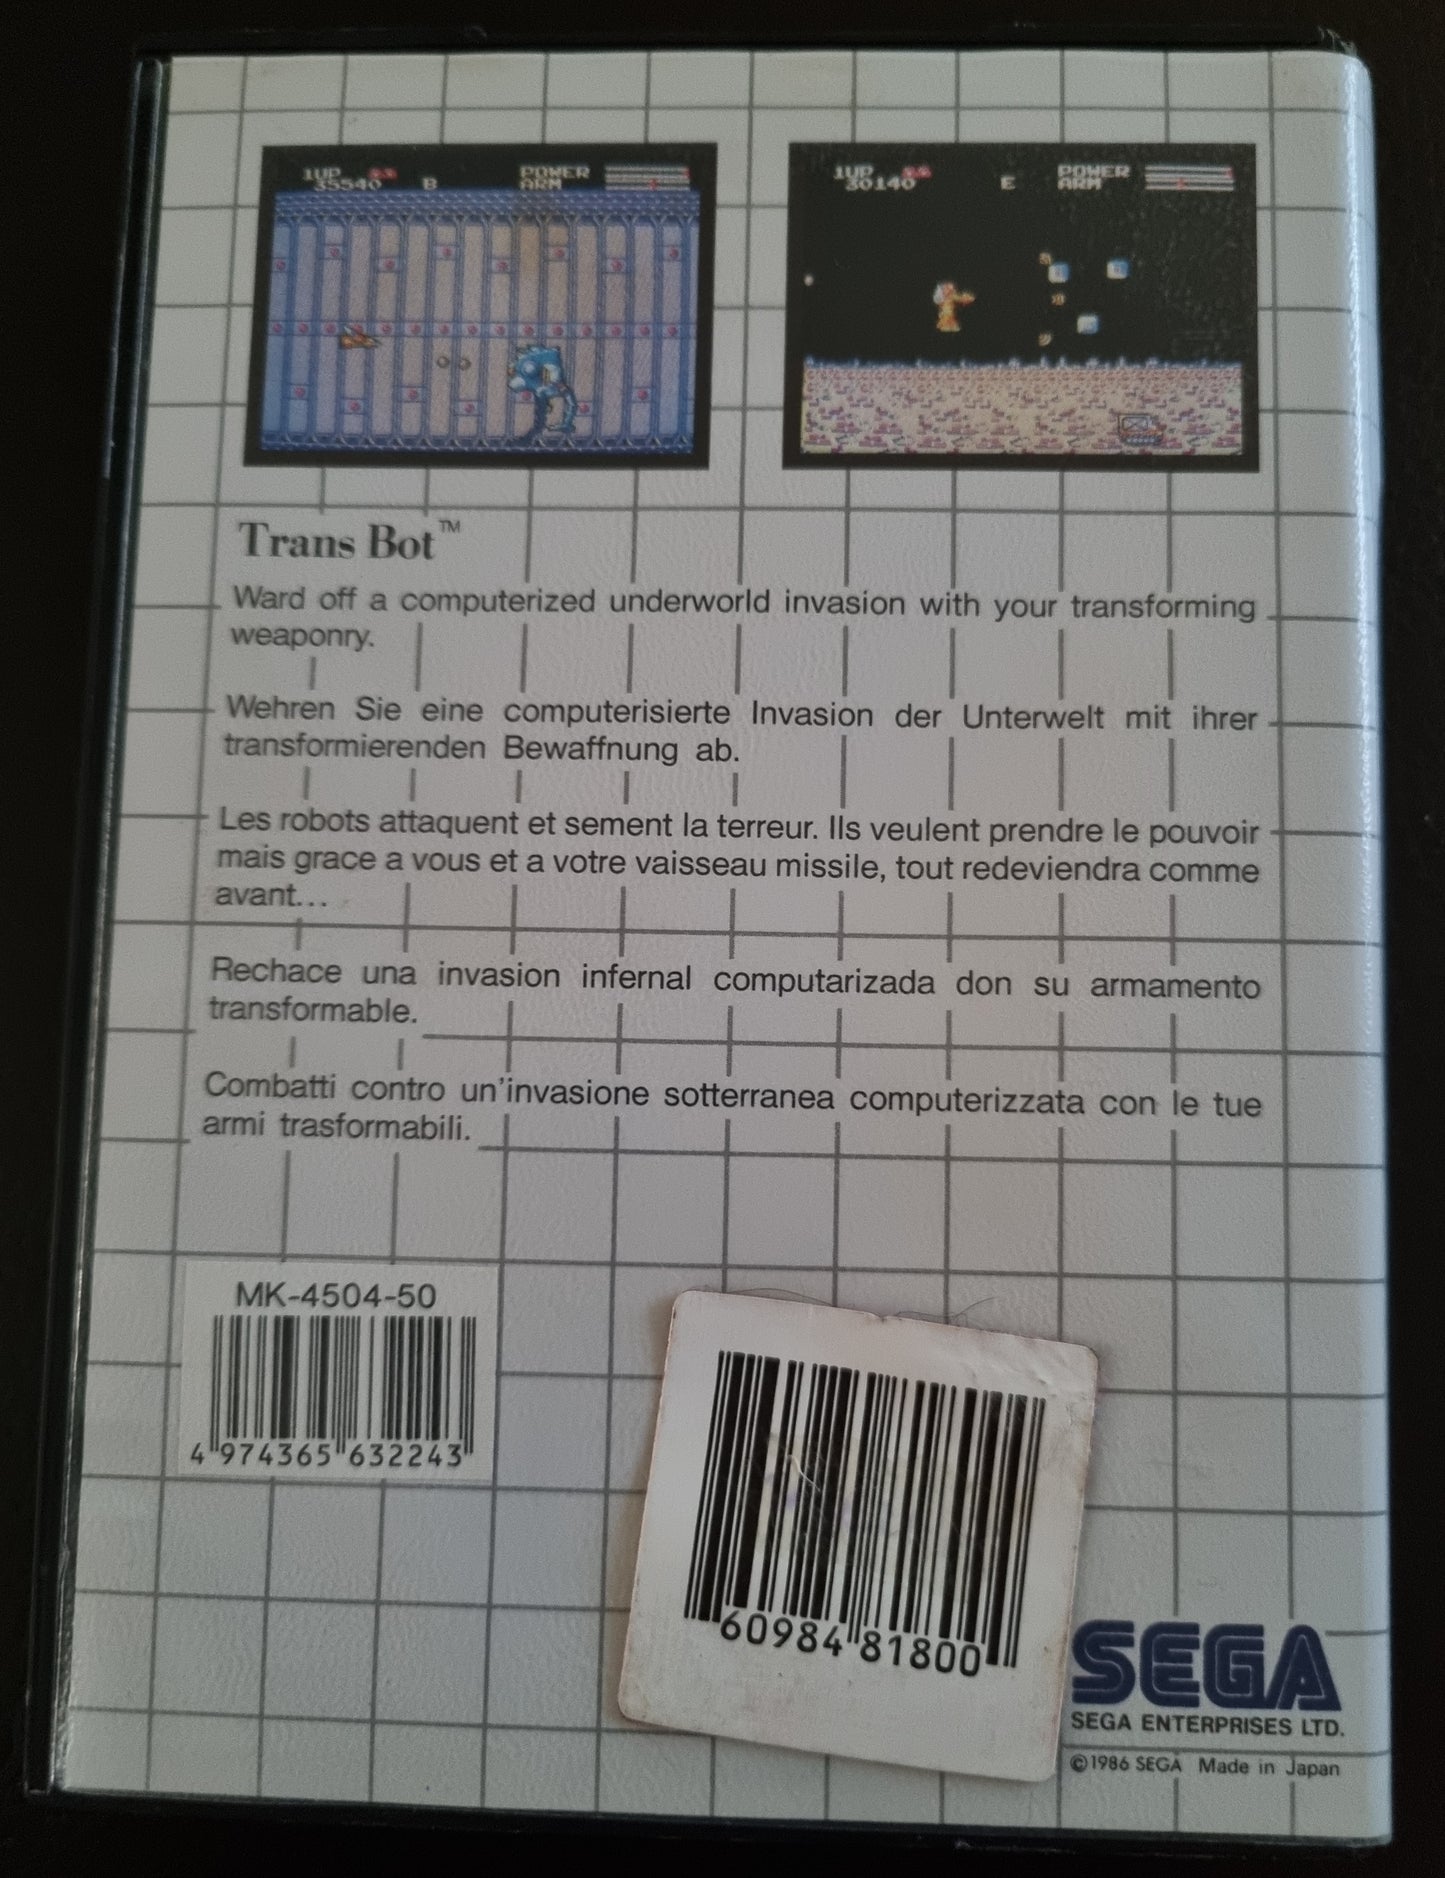 1UP
35540 B POWER
ARM
1UP
30140 E POWER
ARM
Trans Bot™
Ward off a computerized underworld invasion with your transforming
weaponry.
Wehren Sie eine computerisierte Invasion der Unterwelt mit ihrer
transformierenden Bewaffnung ab.
Les robots attaquent et sement la terreur. Ils veulent prendre le pouvoir
mais grace a vous et a votre vaisseau missile, tout redeviendra comme
avant...
Rechace una invasion infernal computarizada don su armamento
transformable.
Combatti contro un'invasione sotterranea computerizzata con le tue
armi trasformabili.
MK-4504-50
4 974365 632243
60984 81800
SEGA
SEGA ENTERPRISES LTD.
©1986 SEGA Made in Japan